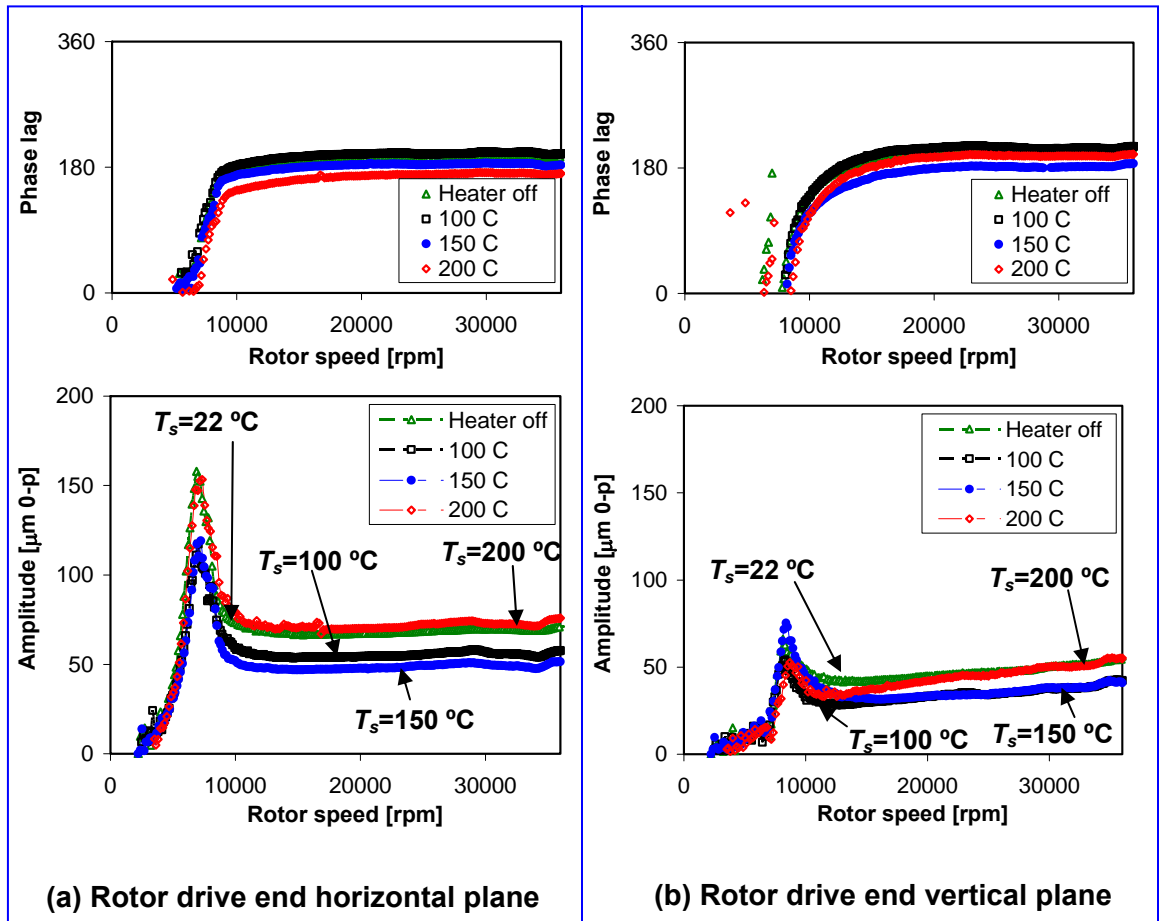 360
180
0
Phase lag
Heater off
100 C
150 C
200 C
0 10000 20000 30000
Rotor speed [rpm]
200
150
100
50
0
Amplitude [μm 0-p]
Ts=22 ºC
Heater off
100 C
150 C
200 C
Ts=100 ºC
Ts=200 ºC
Ts=150 ºC
0 10000 20000 30000
Rotor speed [rpm]
(a) Rotor drive end horizontal plane
360
180
0
Phase lag
Heater off
100 C
150 C
200 C
0 10000 20000 30000
Rotor speed [rpm]
200
150
100
50
0
Amplitude [μm 0-p]
Heater off
100 C
150 C
200 C
Ts=22 ºC
Ts=200 ºC
Ts=100 ºC
Ts=150 ºC
0 10000 20000 30000
Rotor speed [rpm]
(b) Rotor drive end vertical plane